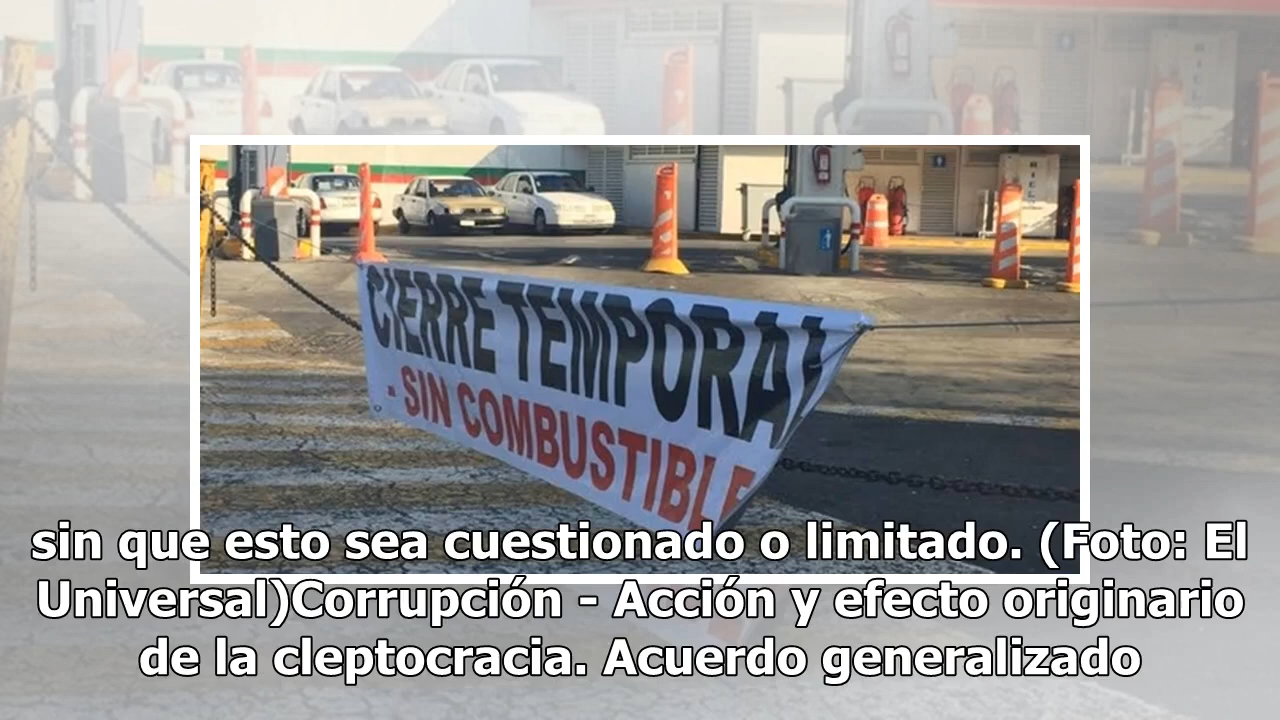 CIERRE TEMPORAL
- SIN COMBUSTIBLE
sin que esto sea cuestionado o limitado. (Foto: El
Universal)Corrupción - Acción y efecto originario
de la cleptocracia. Acuerdo generalizado